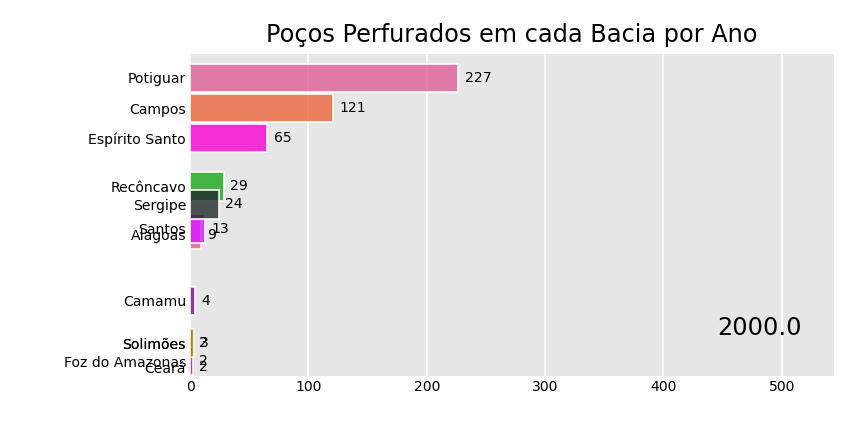 Poços Perfurados em cada Bacia por Ano
Potiguar 227
Campos 121
Espírito Santo 65
Recôncavo 29
Sergipe 24
Santos 13
Alagoas 9
Camamu 4
Solimões 3
Foz do Amazonas 2
Ceará 2
2000.0
0 100 200 300 400 500